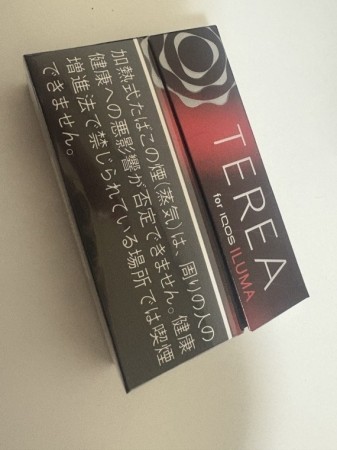 TEREA
for IQOS ILUMA
加熱式たばこの煙(蒸気)は、周りの人の
健康への悪影響が否定できません。健康
増進法で禁じられている場所では喫煙
できません。